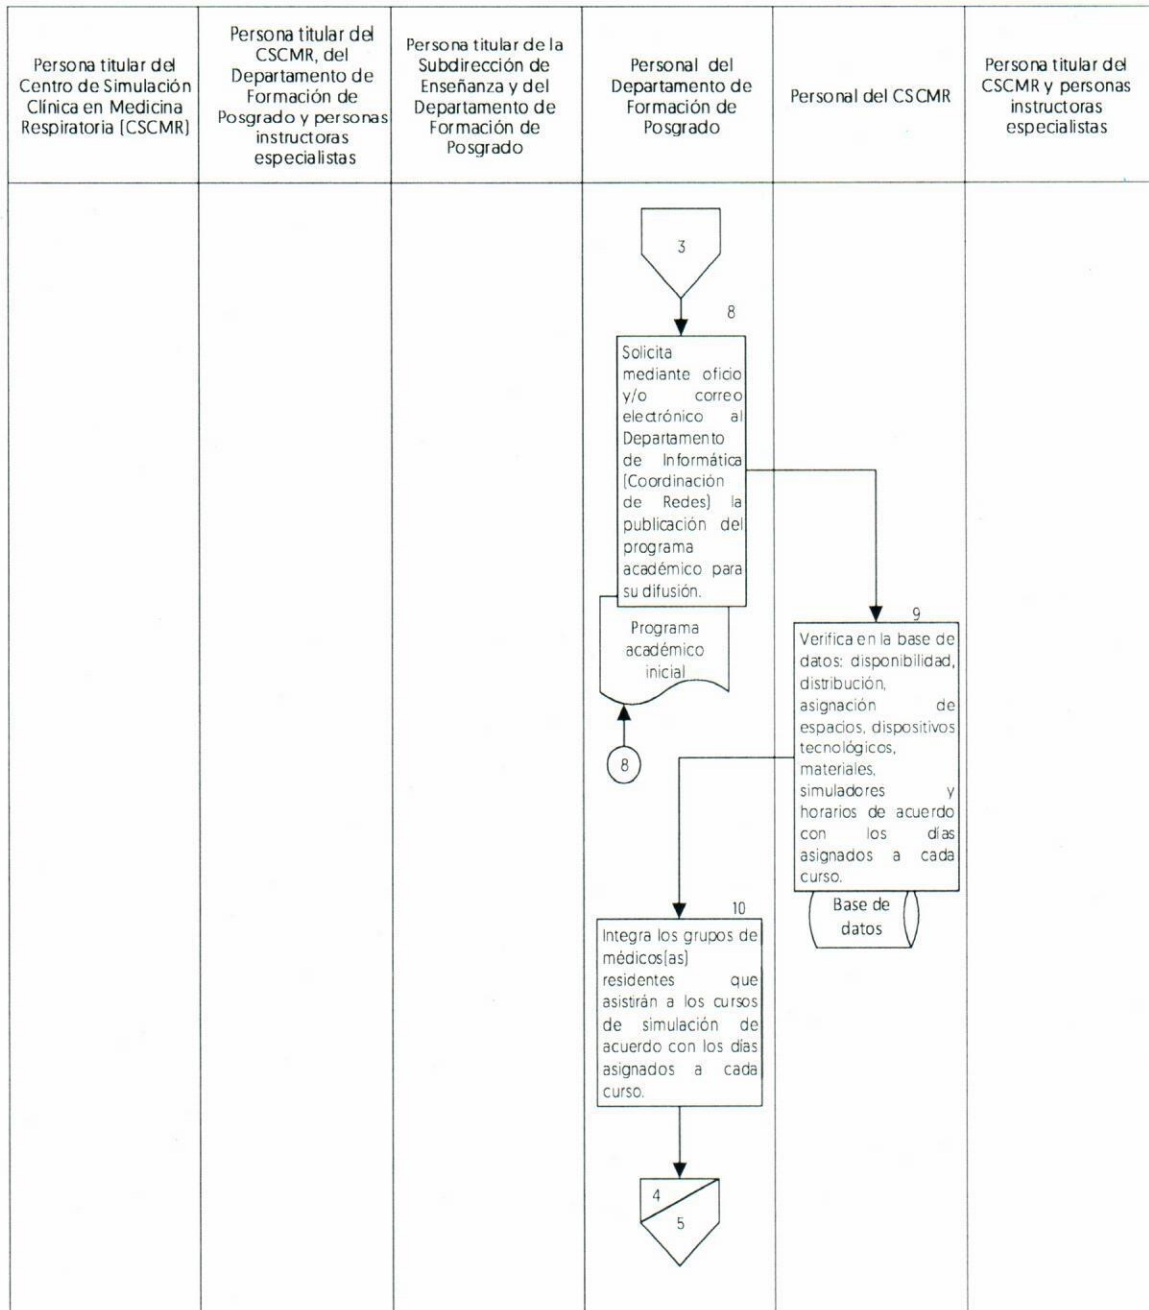 Persona titular del
Centro de Simulación
Clínica en Medicina
Respiratoria (CSCMR)
Persona titular del
CSCMR, del
Departamento de
Formación de
Posgrado y personas
instructoras
especialistas
Persona titular de la
Subdirección de
Enseñanza y del
Departamento de
Formación de
Posgrado
Personal del
Departamento de
Formación de
Posgrado
Personal del CSCMR
Persona titular del
CSCMR y personas
instructoras
especialistas
3
8
Solicita
mediante oficio
y/o correo
electrónico al
Departamento
de Informática
(Coordinación
de Redes) la
publicación del
programa
académico para
su difusión.
Programa
académico
inicial
8
9
Verifica en la base de
datos: disponibilidad,
distribución,
asignación de
espacios, dispositivos
tecnológicos,
materiales,
simuladores y
horarios de acuerdo
con los días
asignados a cada
curso.
Base de
datos
10
Integra los grupos de
médicos(as)
residentes que
asistirán a los cursos
de simulación de
acuerdo con los días
asignados a cada
curso.
4
5